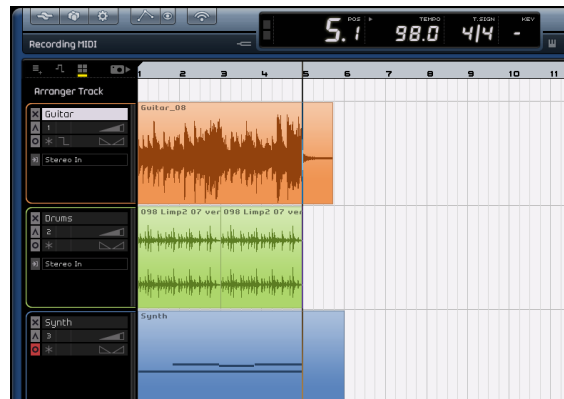 POS TEMPO T.SIGN KEY
5. 1 98.0 4|4 -
Recording MIDI
1 2 3 4 5 6 7 8 9 10 11
Arranger Track
Guitar
1
Stereo In
Guitar_08
Drums
2
Stereo In
098 Limp2 07 ver 098 Limp2 07 ver
Synth
3
Synth